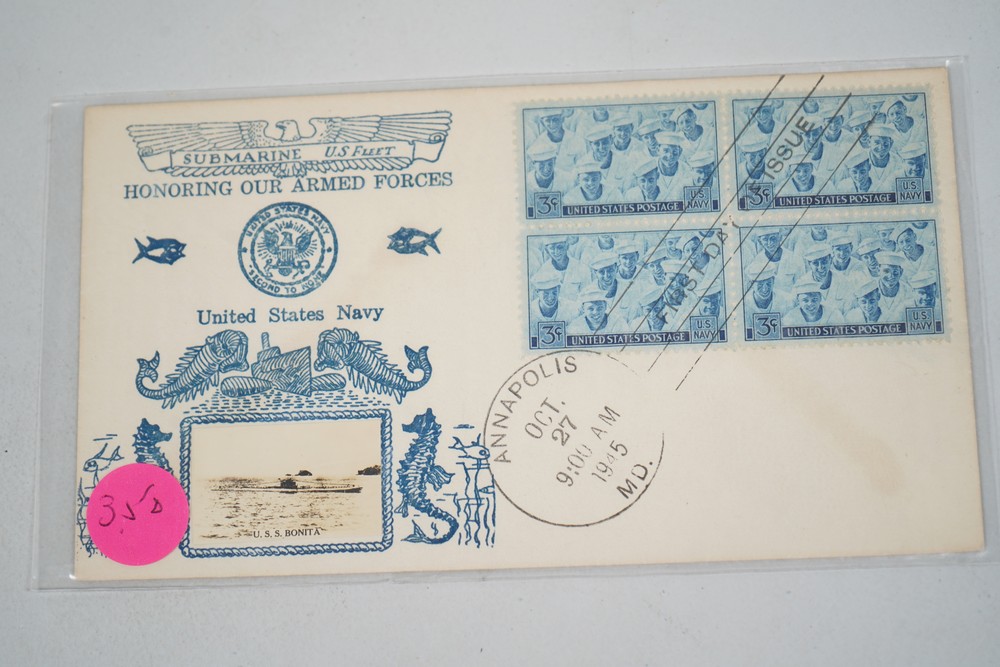 SUBMARINE U.S FLEET
HONORING OUR ARMED FORCES
UNITED STATES NAVY
SECOND TO NONE
United States Navy
U. S. S. BONITA
3.50
3¢ UNITED STATES POSTAGE U.S. NAVY
3¢ UNITED STATES POSTAGE U.S. NAVY
3¢ UNITED STATES POSTAGE U.S. NAVY
3¢ UNITED STATES POSTAGE U.S. NAVY
FIRST DAY OF ISSUE
ANNAPOLIS
OCT.
27
9:00 AM
1945
MD.